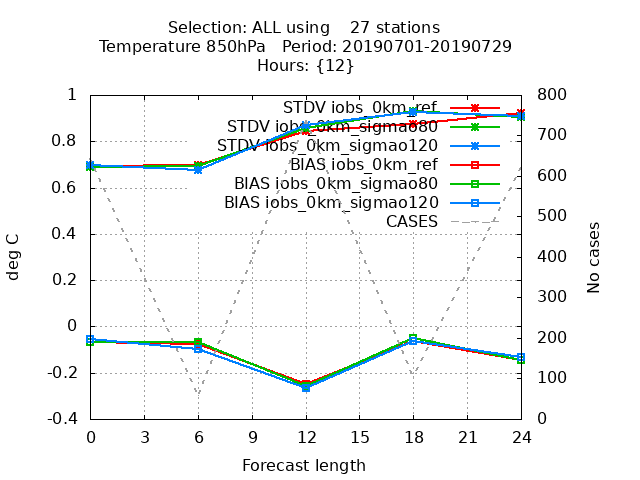 Selection: ALL using    27 stations
Temperature 850hPa   Period: 20190701-20190729
Hours: {12}
STDV iobs_0km_ref
STDV iobs_0km_sigmao80
STDV iobs_0km_sigmao120
BIAS iobs_0km_ref
BIAS iobs_0km_sigmao80
BIAS iobs_0km_sigmao120
CASES
1
0.8
0.6
0.4
0.2
0
-0.2
-0.4
deg C
800
700
600
500
400
300
200
100
0
No cases
0 3 6 9 12 15 18 21 24
Forecast length